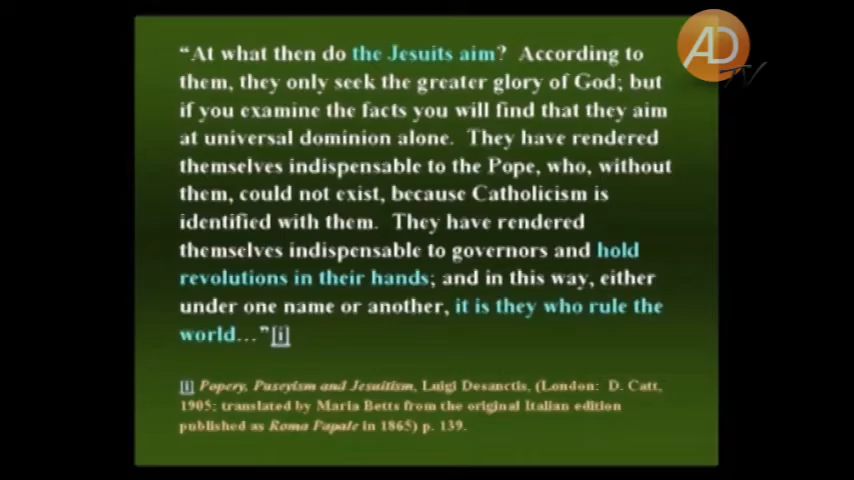 AD
TV
“At what then do the Jesuits aim? According to
them, they only seek the greater glory of God; but
if you examine the facts you will find that they aim
at universal dominion alone. They have rendered
themselves indispensable to the Pope, who, without
them, could not exist, because Catholicism is
identified with them. They have rendered
themselves indispensable to governors and hold
revolutions in their hands; and in this way, either
under one name or another, it is they who rule the
world…”[i]
[i] Popery, Puseyism and Jesuitism, Luigi Desanctis, (London: D. Catt,
1905; translated by Maria Betts from the original Italian edition
published as Roma Papale in 1865) p. 139.